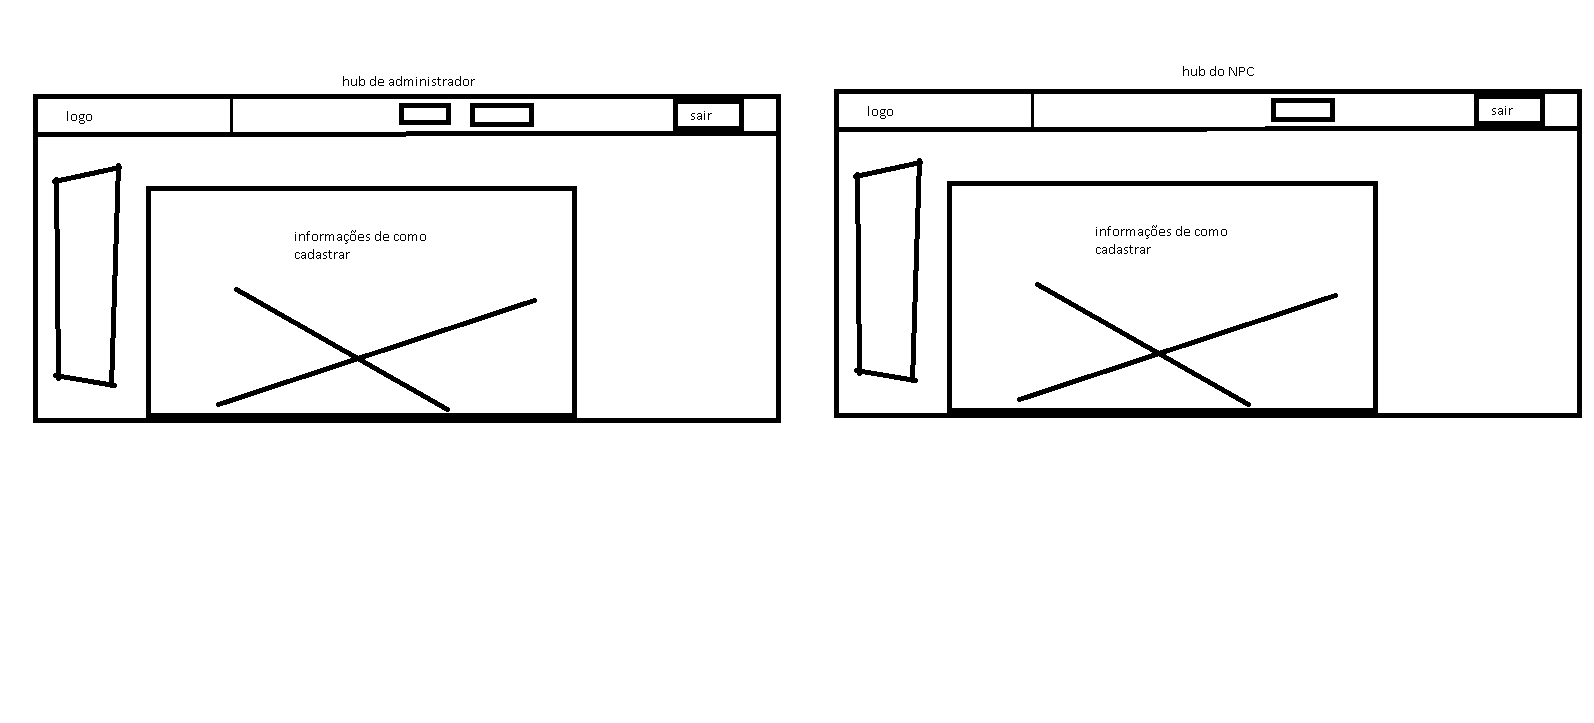 hub de administrador
logo
sair
informações de como
cadastrar
hub do NPC
logo
sair
informações de como
cadastrar